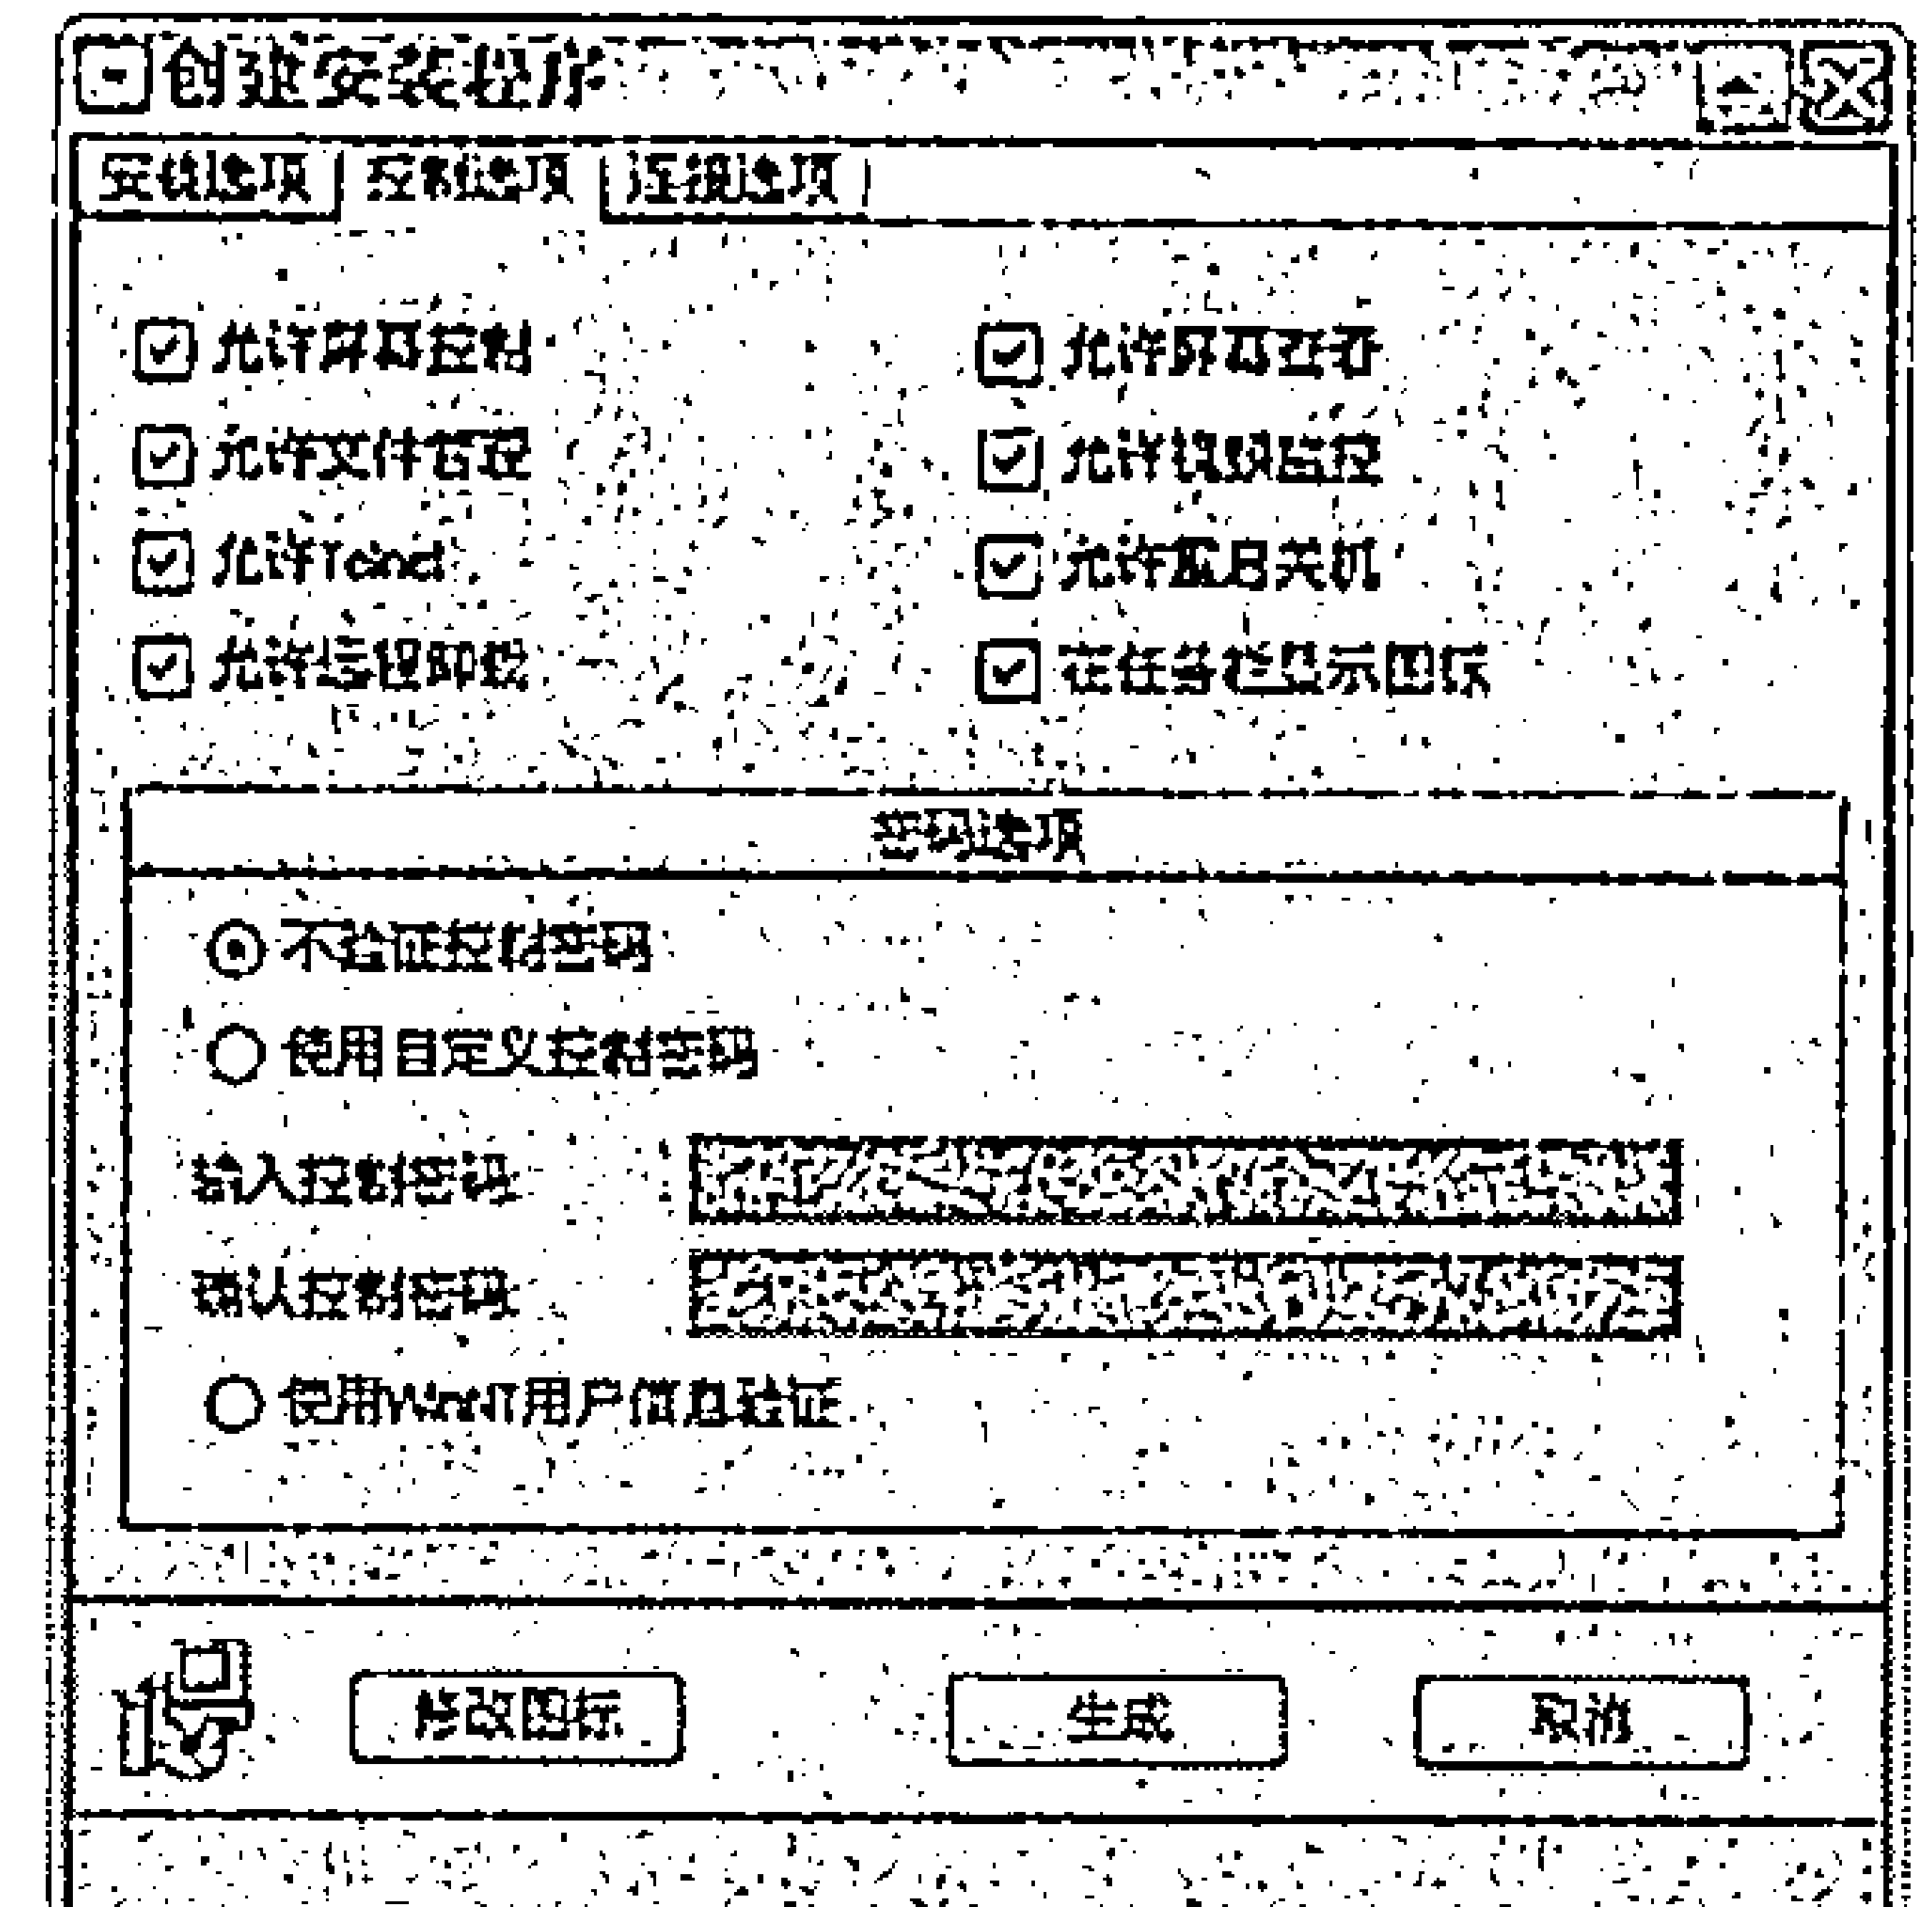 创建安装程序
安装选项 控制选项 连接选项
允许屏幕控制 允许屏幕查看
允许文件管理 允许视频监控
允许Tcmd 允许重启关机
允许远程卸载 在任务栏显示图标
密码选项
不验证控制密码
使用自定义控制密码
输入控制密码
确认控制密码
使用WinNT用户信息验证
修改图标 生成 取消